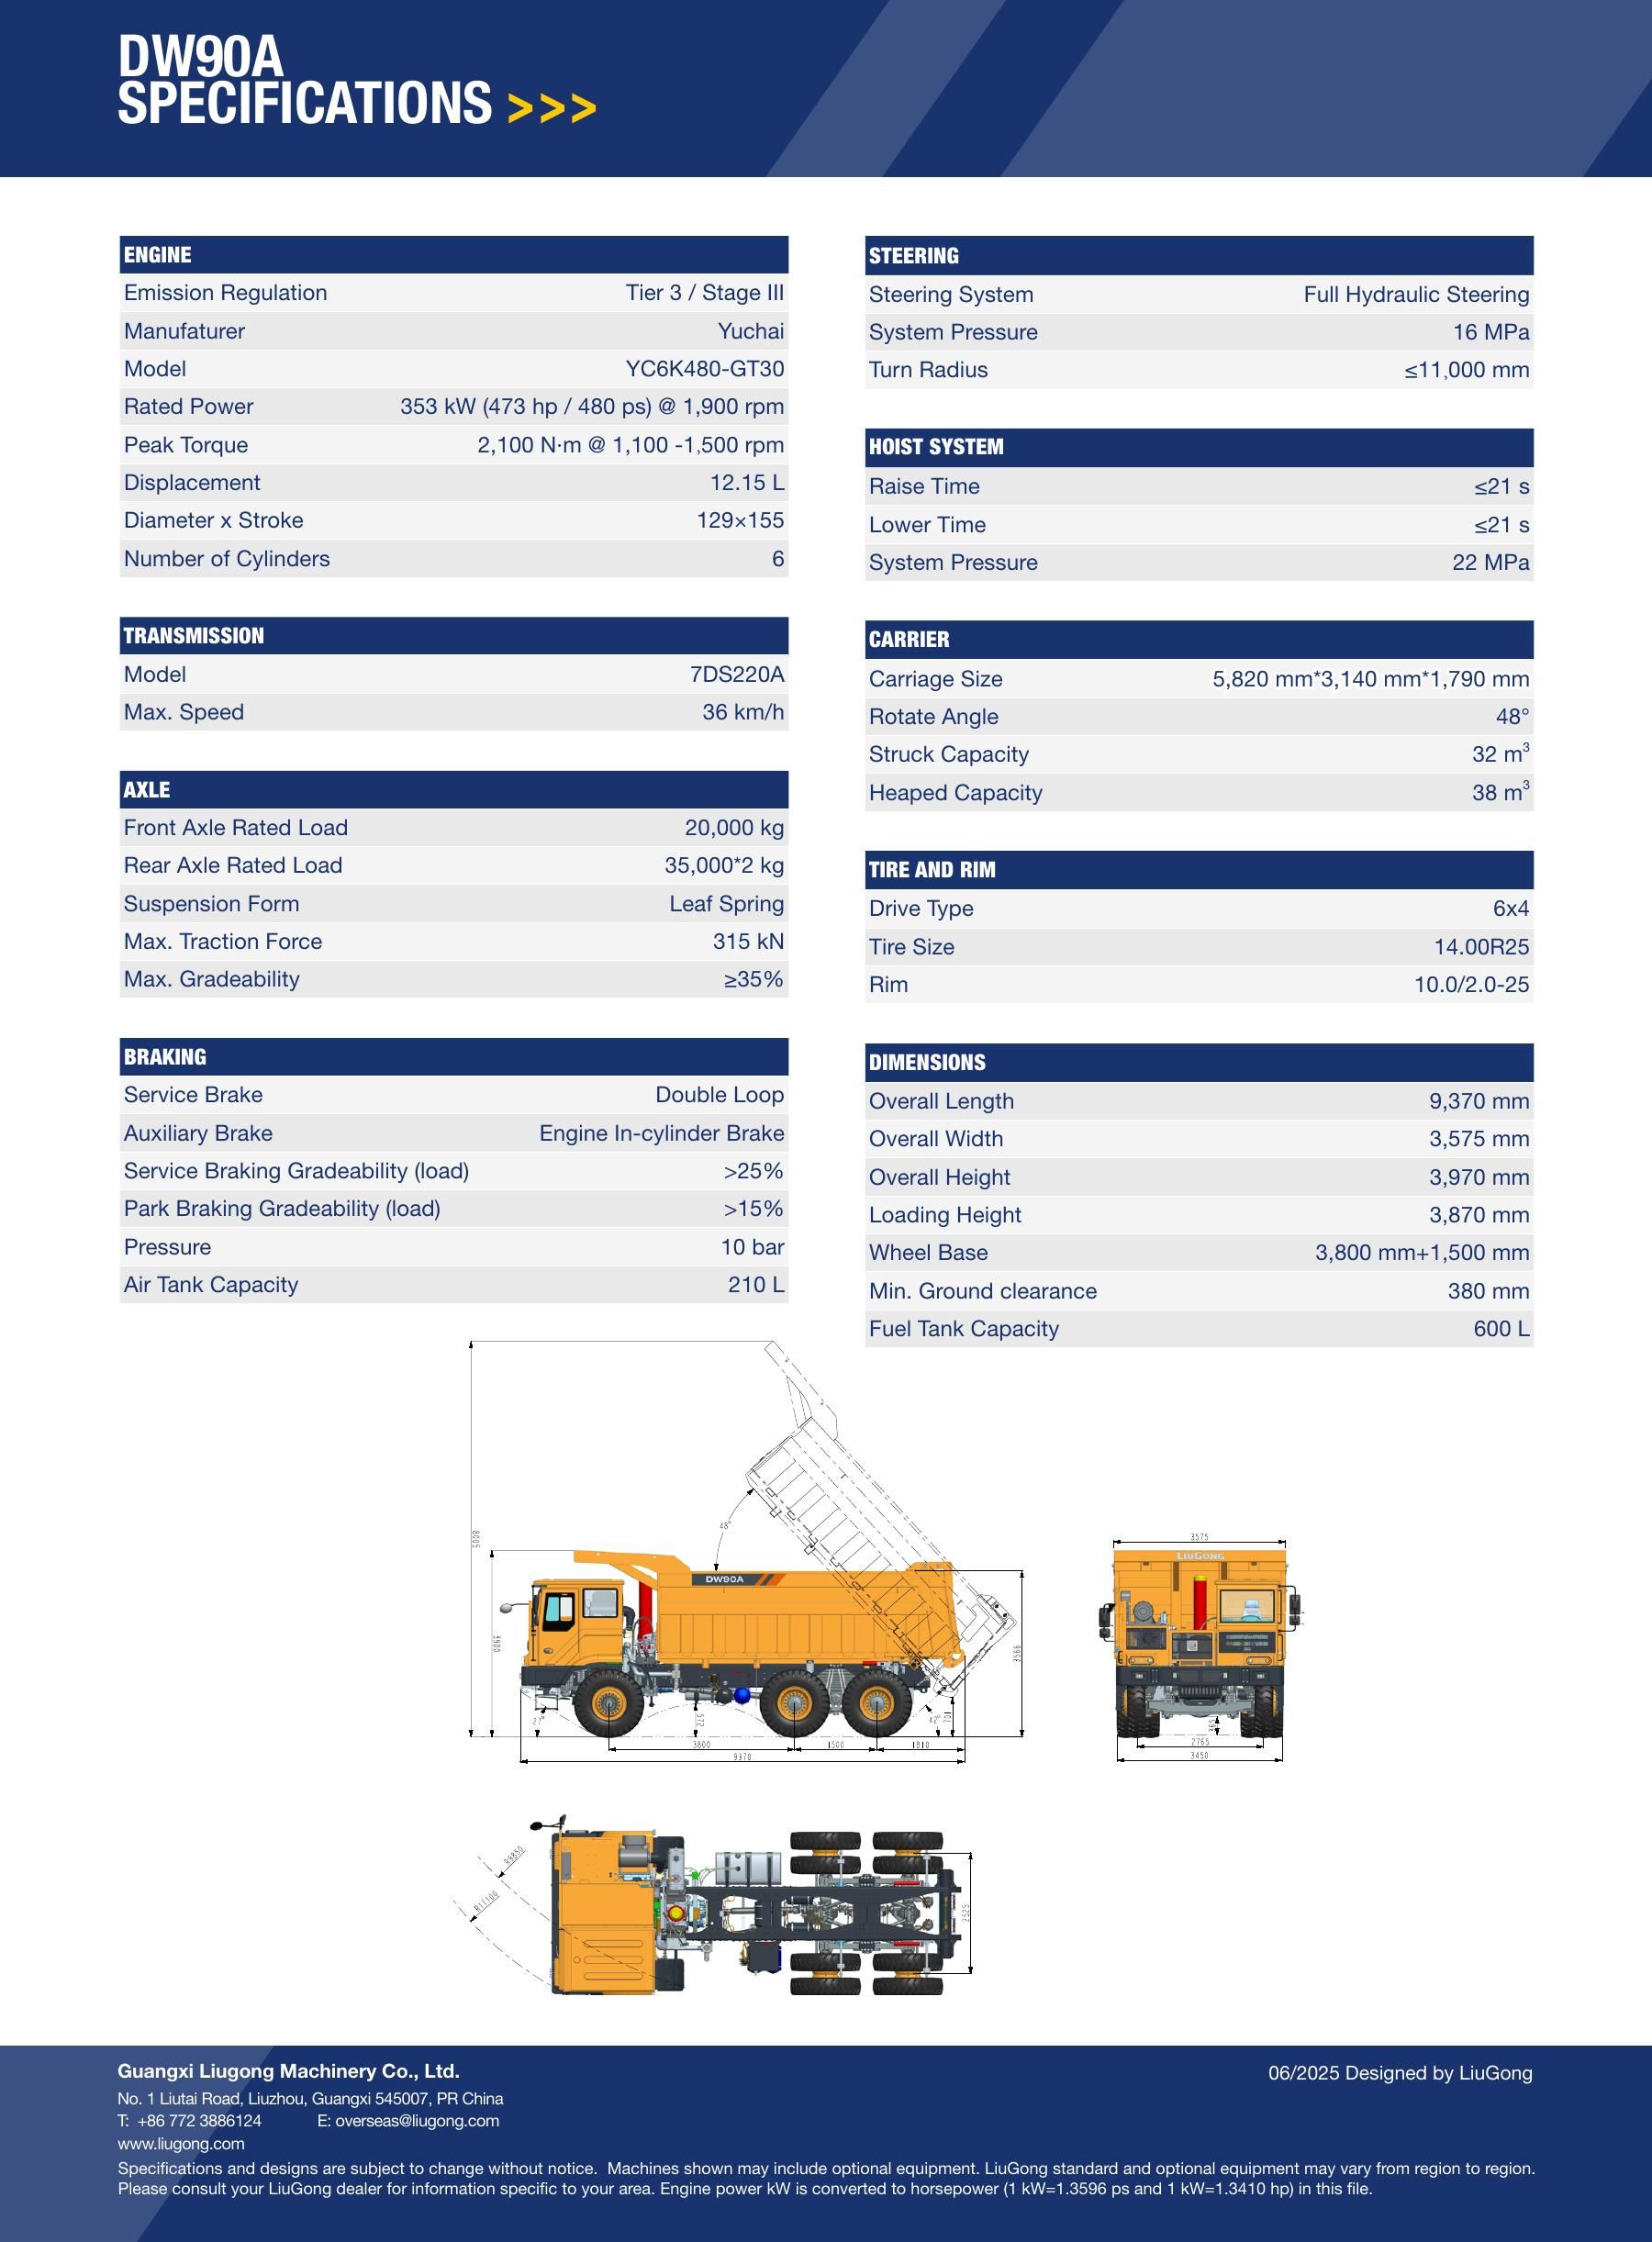 DW90A
SPECIFICATIONS >>>
ENGINE
Emission Regulation Tier 3 / Stage III
Manufaturer Yuchai
Model YC6K480-GT30
Rated Power 353 kW (473 hp / 480 ps) @ 1,900 rpm
Peak Torque 2,100 N·m @ 1,100 -1,500 rpm
Displacement 12.15 L
Diameter x Stroke 129×155
Number of Cylinders 6
TRANSMISSION
Model 7DS220A
Max. Speed 36 km/h
AXLE
Front Axle Rated Load 20,000 kg
Rear Axle Rated Load 35,000*2 kg
Suspension Form Leaf Spring
Max. Traction Force 315 kN
Max. Gradeability ≥35%
BRAKING
Service Brake Double Loop
Auxiliary Brake Engine In-cylinder Brake
Service Braking Gradeability (load) >25%
Park Braking Gradeability (load) >15%
Pressure 10 bar
Air Tank Capacity 210 L
STEERING
Steering System Full Hydraulic Steering
System Pressure 16 MPa
Turn Radius ≤11,000 mm
HOIST SYSTEM
Raise Time ≤21 s
Lower Time ≤21 s
System Pressure 22 MPa
CARRIER
Carriage Size 5,820 mm*3,140 mm*1,790 mm
Rotate Angle 48°
Struck Capacity 32 m³
Heaped Capacity 38 m³
TIRE AND RIM
Drive Type 6x4
Tire Size 14.00R25
Rim 10.0/2.0-25
DIMENSIONS
Overall Length 9,370 mm
Overall Width 3,575 mm
Overall Height 3,970 mm
Loading Height 3,870 mm
Wheel Base 3,800 mm+1,500 mm
Min. Ground clearance 380 mm
Fuel Tank Capacity 600 L
8005
48°
3900
DW90A
3566
27°
572
42°
701
3800
1500
1810
9370
3575
LIUGONG
365
2765
3450
R9850
R11100
2525
Guangxi Liugong Machinery Co., Ltd.
No. 1 Liutai Road, Liuzhou, Guangxi 545007, PR China
T: +86 772 3886124 E: overseas@liugong.com
www.liugong.com
06/2025 Designed by LiuGong
Specifications and designs are subject to change without notice. Machines shown may include optional equipment. LiuGong standard and optional equipment may vary from region to region.
Please consult your LiuGong dealer for information specific to your area. Engine power kW is converted to horsepower (1 kW=1.3596 ps and 1 kW=1.3410 hp) in this file.